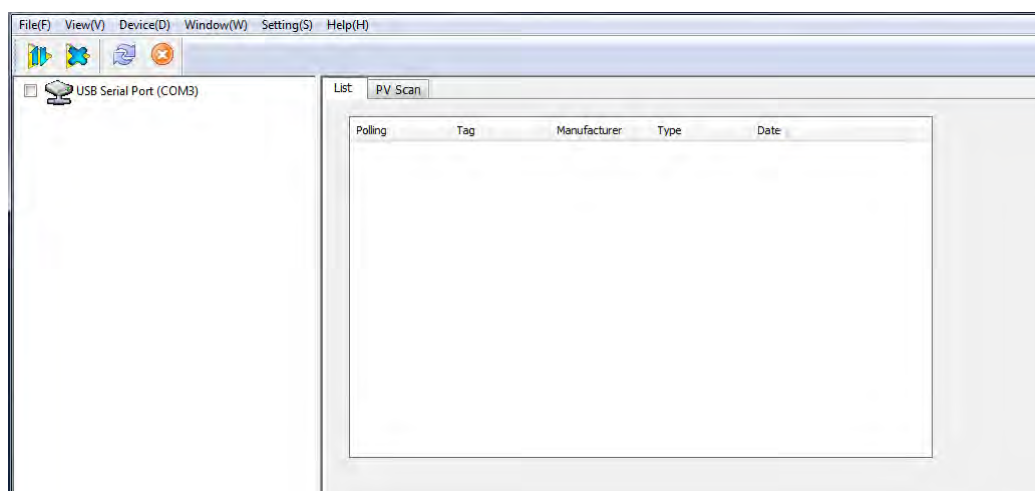 File(F) View(V) Device(D) Window(W) Setting(S) Help(H)
USB Serial Port (COM3)
List PV Scan
Polling Tag Manufacturer Type Date